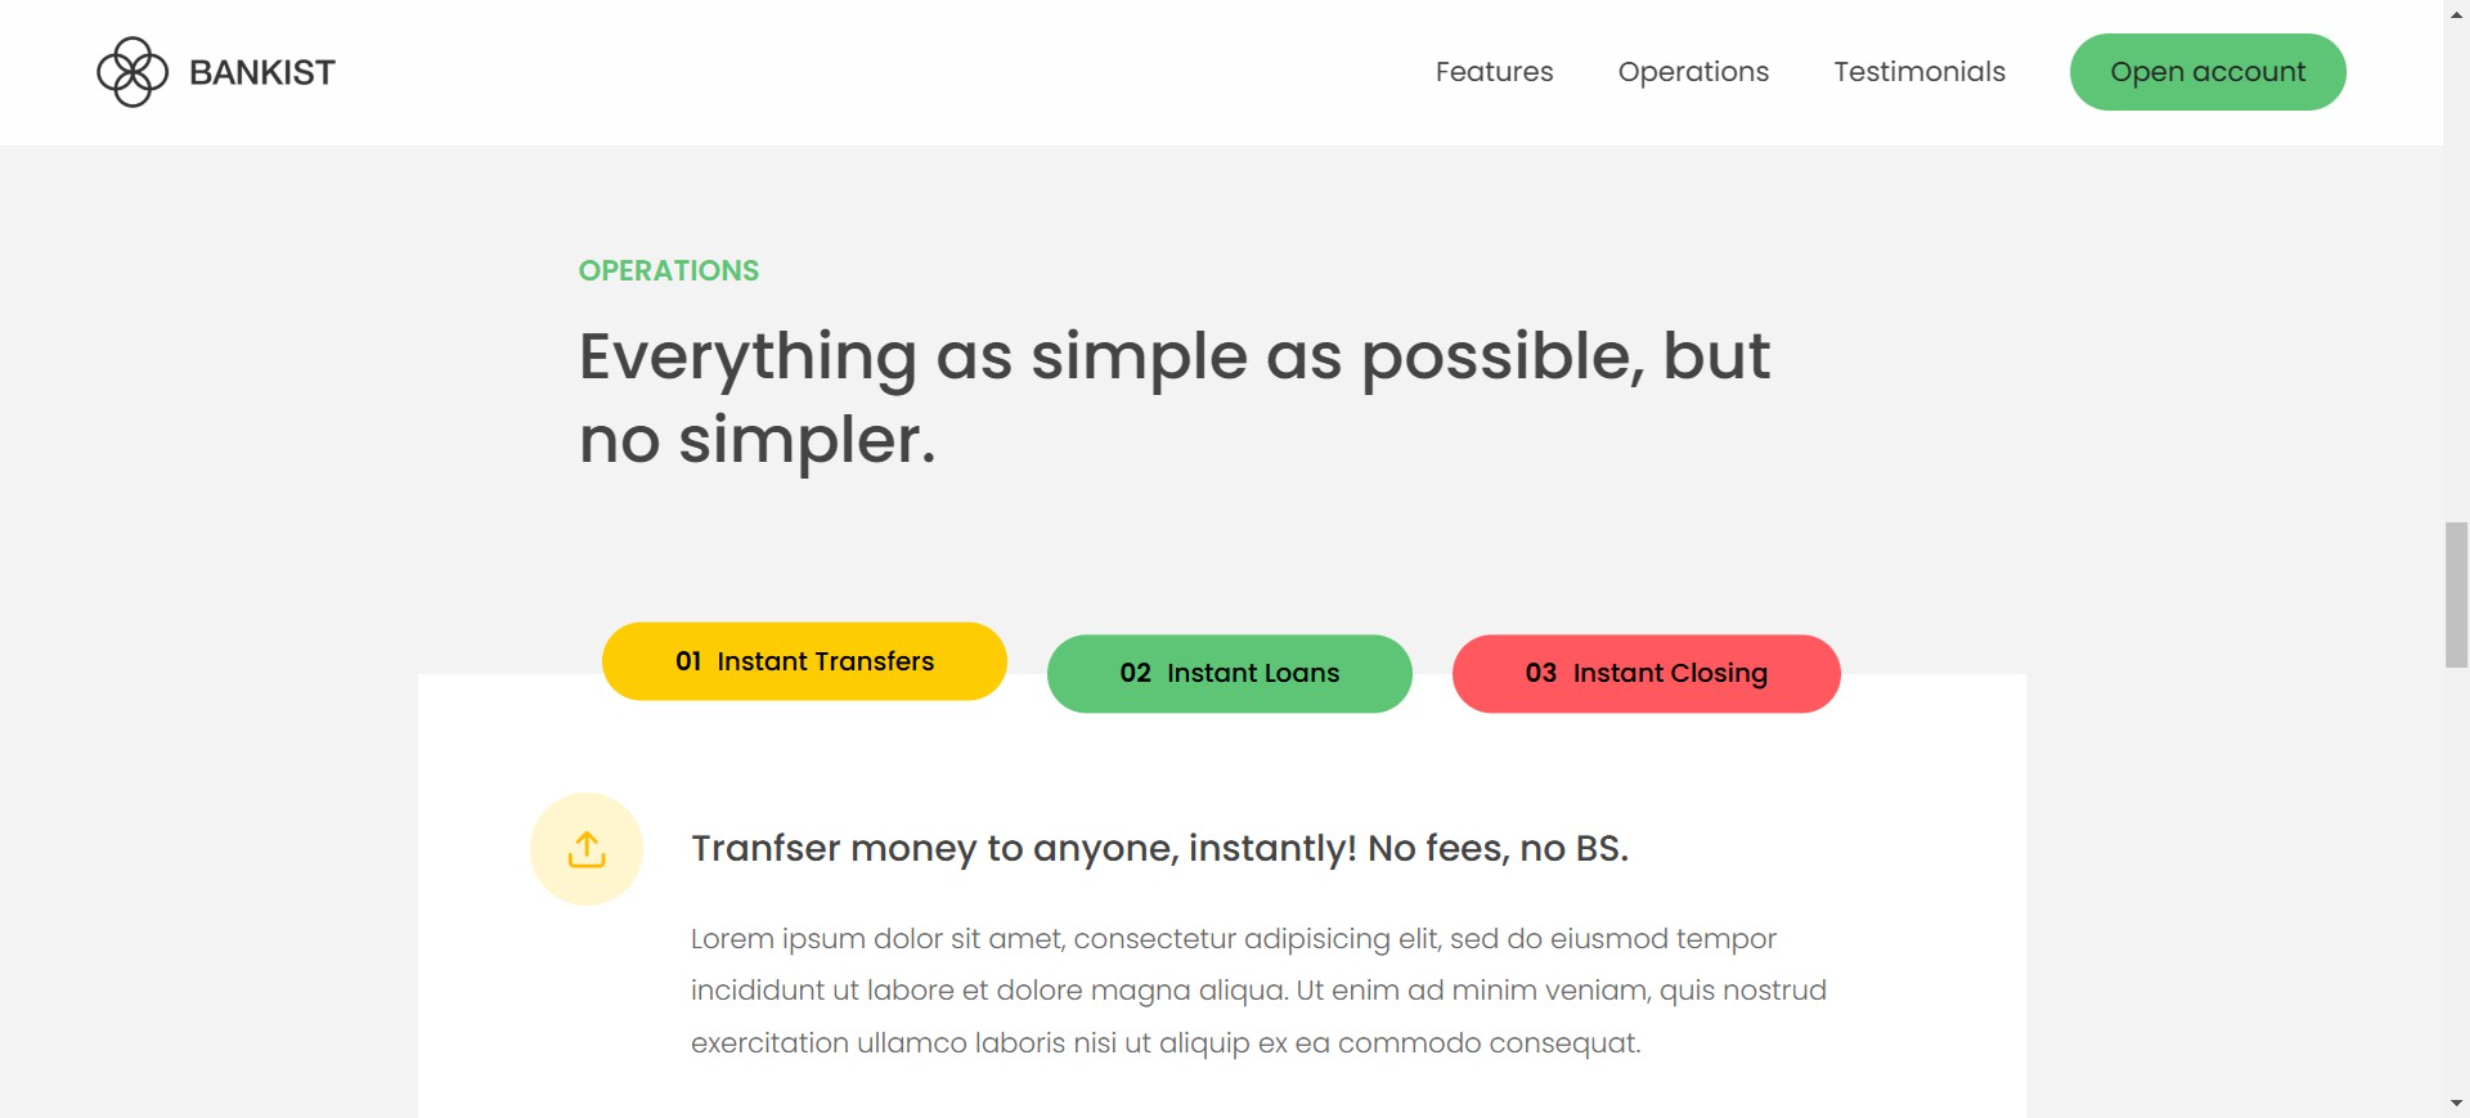 BANKIST
Features
Operations
Testimonials
Open account
OPERATIONS
Everything as simple as possible, but
no simpler.
01 Instant Transfers
02 Instant Loans
03 Instant Closing
Tranfser money to anyone, instantly! No fees, no BS.
Lorem ipsum dolor sit amet, consectetur adipisicing elit, sed do eiusmod tempor
incididunt ut labore et dolore magna aliqua. Ut enim ad minim veniam, quis nostrud
exercitation ullamco laboris nisi ut aliquip ex ea commodo consequat.